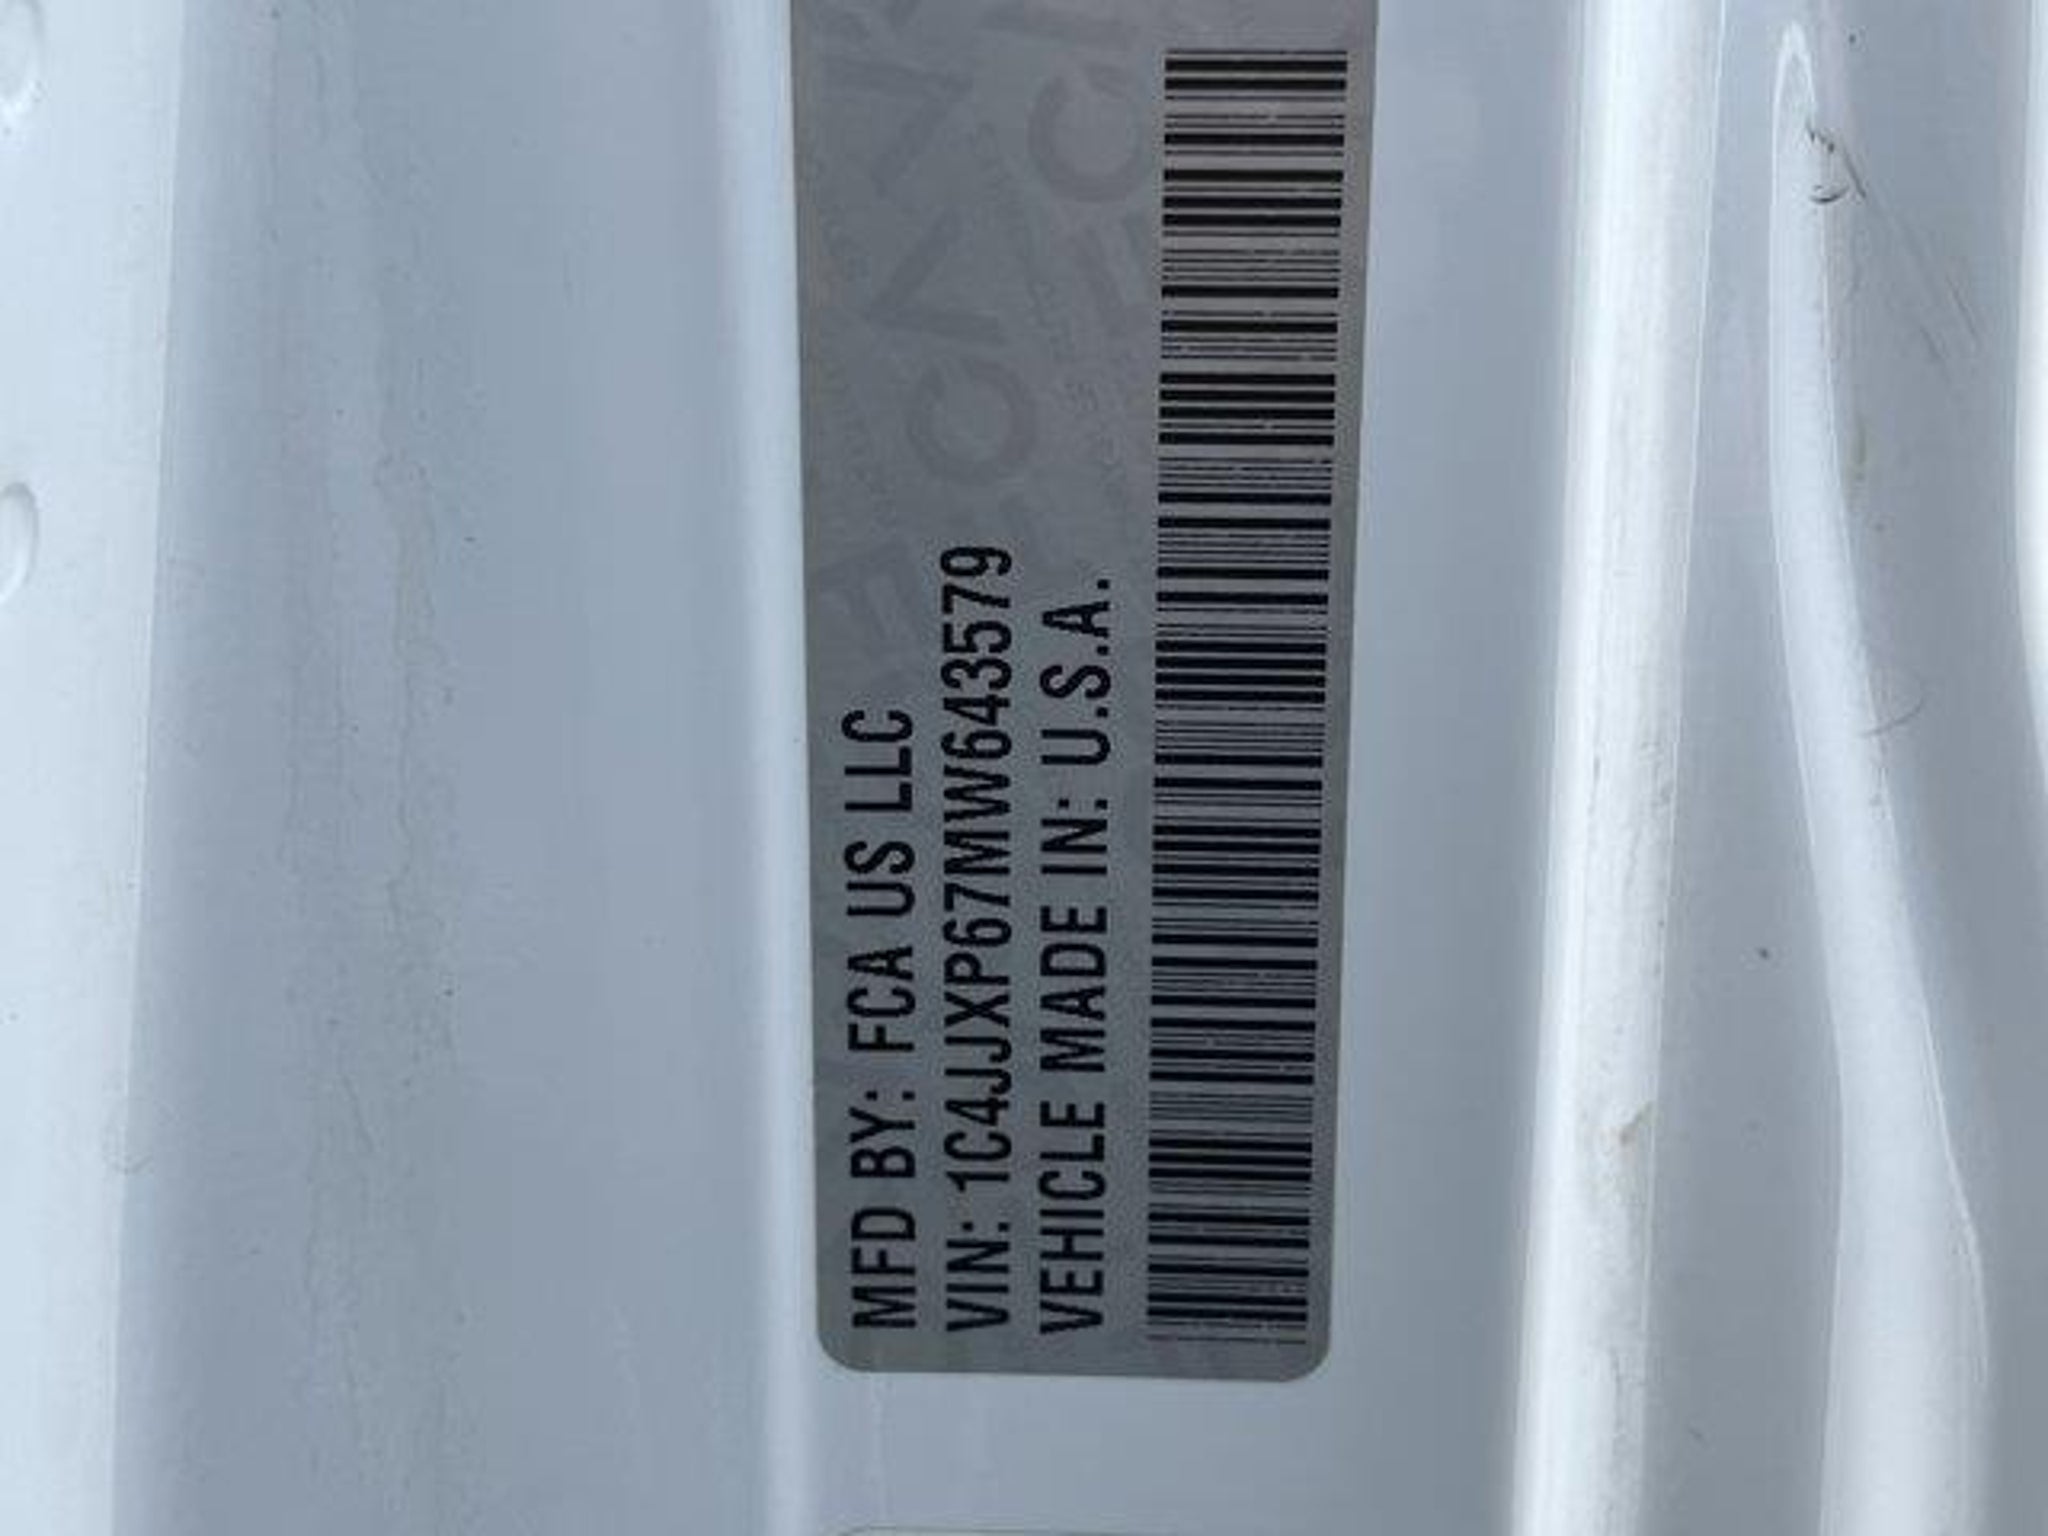 MFD BY: FCA US LLC
VIN: 1C4JJXP67MW643579
VEHICLE MADE IN: U.S.A.